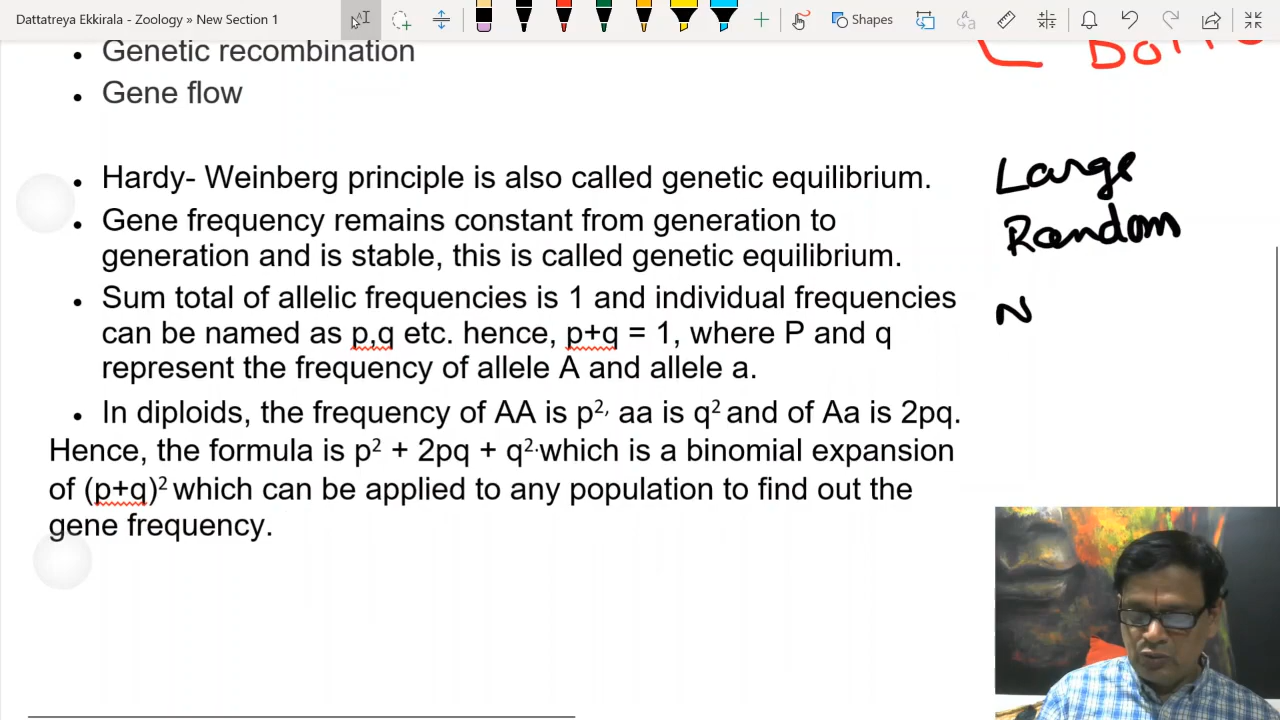 Dattatreya Ekkirala - Zoology » New Section 1
Shapes
Genetic recombination
Gene flow
Hardy- Weinberg principle is also called genetic equilibrium.
Gene frequency remains constant from generation to
generation and is stable, this is called genetic equilibrium.
Sum total of allelic frequencies is 1 and individual frequencies
can be named as p,q etc. hence, p+q = 1, where P and q
represent the frequency of allele A and allele a.
In diploids, the frequency of AA is p², aa is q² and of Aa is 2pq.
Hence, the formula is p² + 2pq + q².which is a binomial expansion
of (p+q)² which can be applied to any population to find out the
gene frequency.
Large
Random
N